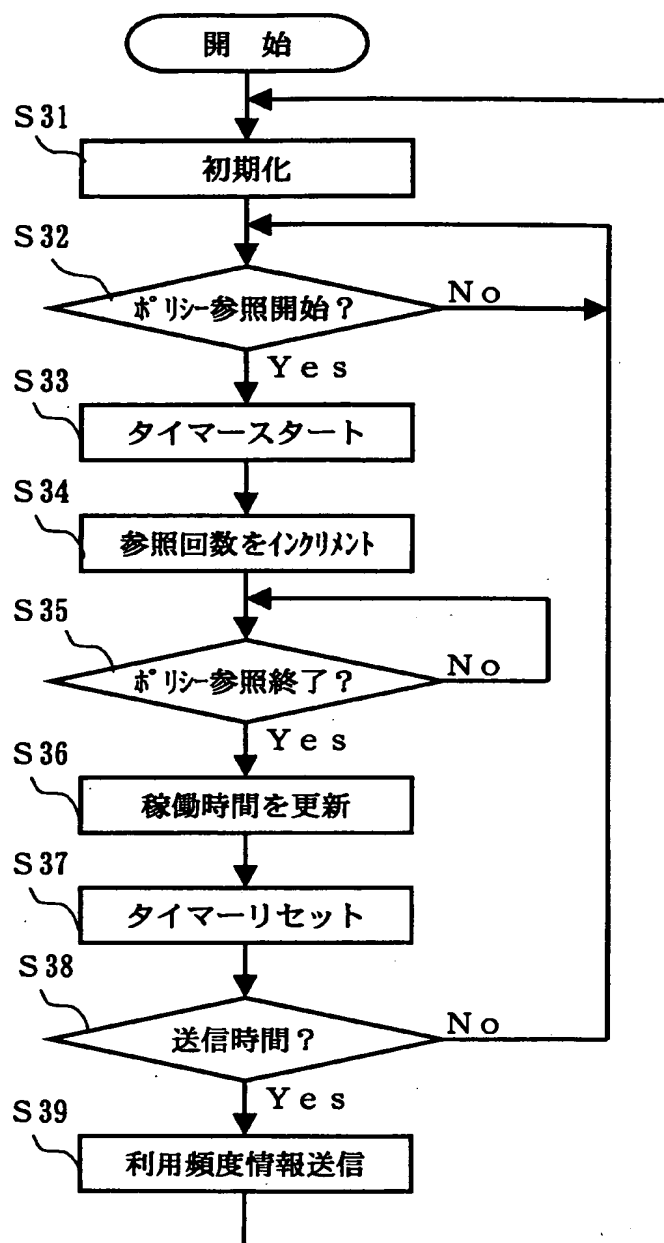 開始
S31
初期化
S32
ポリシー参照開始？
No
Yes
S33
タイマースタート
S34
参照回数をインクリメント
S35
ポリシー参照終了？
No
Yes
S36
稼働時間を更新
S37
タイマーリセット
S38
送信時間？
No
Yes
S39
利用頻度情報送信